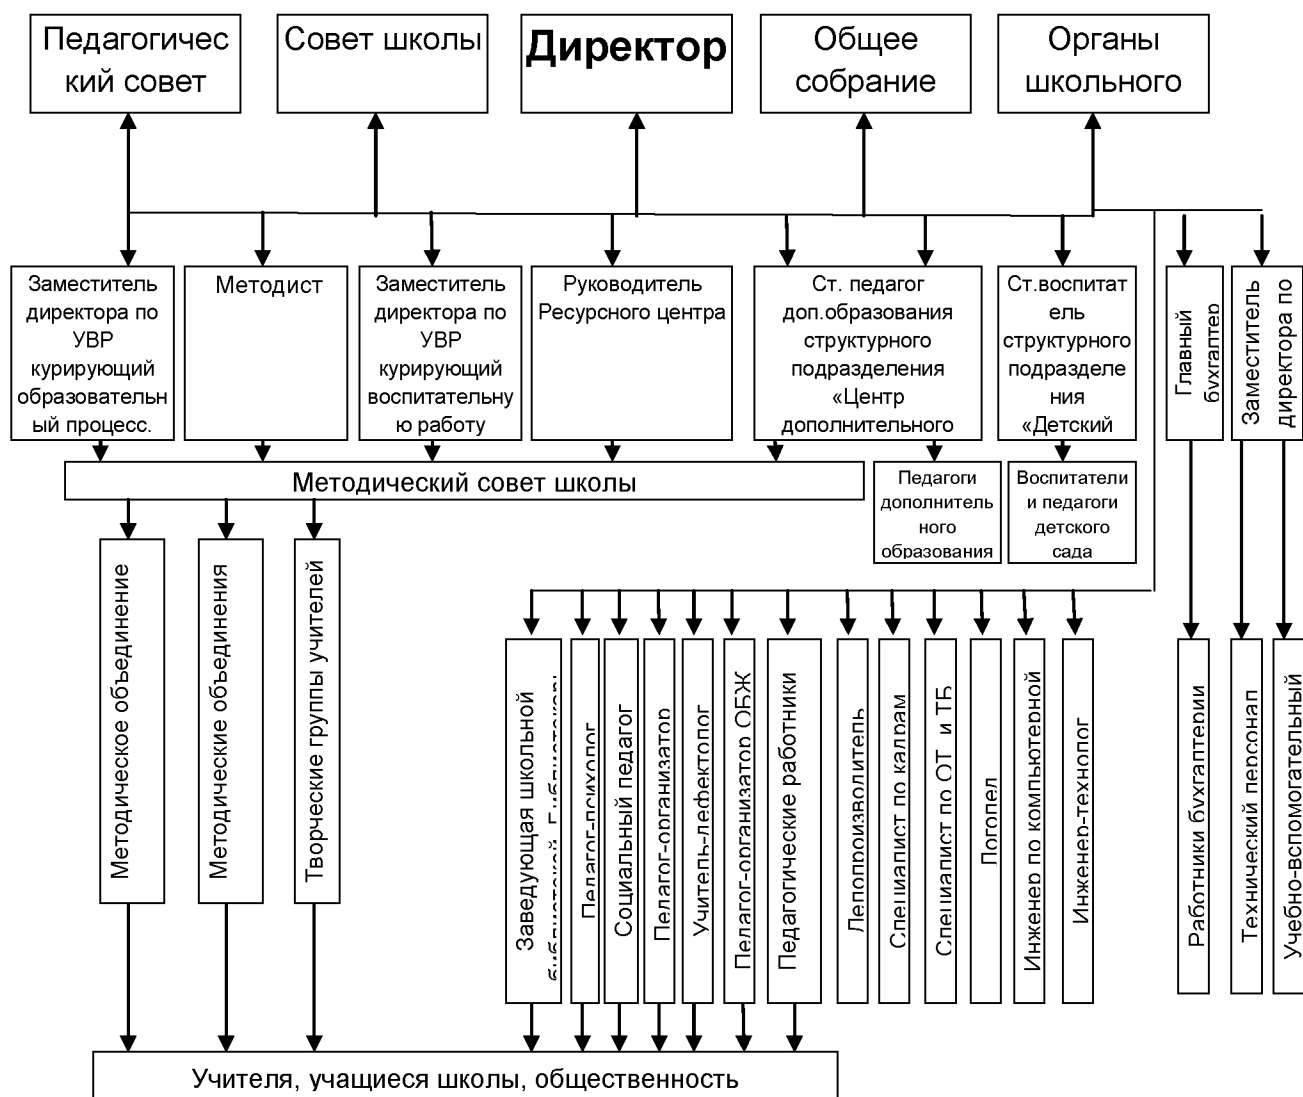 Педагогичес
кий совет
Совет школы
Директор
Общее
собрание
Органы
школьного
Заместитель
директора по
УВР
курирующий
образовательн
ый процесс.
Методист
Заместитель
директора по
УВР
курирующий
воспитательну
ю работу
Руководитель
Ресурсного центра
Ст. педагог
доп.образования
структурного
подразделения
«Центр
дополнительного
Ст.воспитат
ель
структурного
подразделе
ния
«Детский
Главный
бухгалтер
Заместитель
директора по
Методический совет школы
Педагоги
дополнитель
ного
образования
Воспитатели
и педагоги
детского
сада
Методическое объединение
Методические объединения
Творческие группы учителей
Заведующая школьной
библиотекой, Библиотекарь
Педагог-психолог
Социальный педагог
Педагог-организатор
Учитель-дефектолог
Педагог-организатор ОБЖ
Педагогические работники
Делопроизводитель
Специалист по кадрам
Специалист по ОТ и ТБ
Логопед
Инженер по компьютерной
Инженер-технолог
Работники бухгалтерии
Технический персонал
Учебно-вспомогательный
Учителя, учащиеся школы, общественность